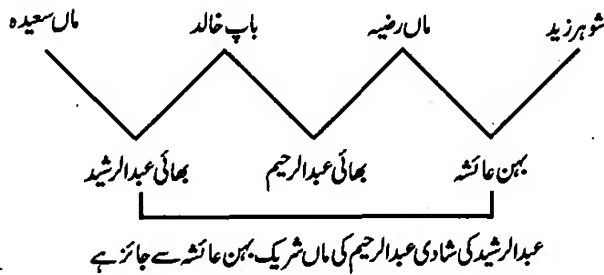 شوہر زید ماں رضیہ باپ خالد ماں سعیدہ
بہن عائشہ بھائی عبدالرحیم بھائی عبدالرشید
عبدالرشید کی شادی عبدالرحیم کی ماں شریک بہن عائشہ سے جائز ہے